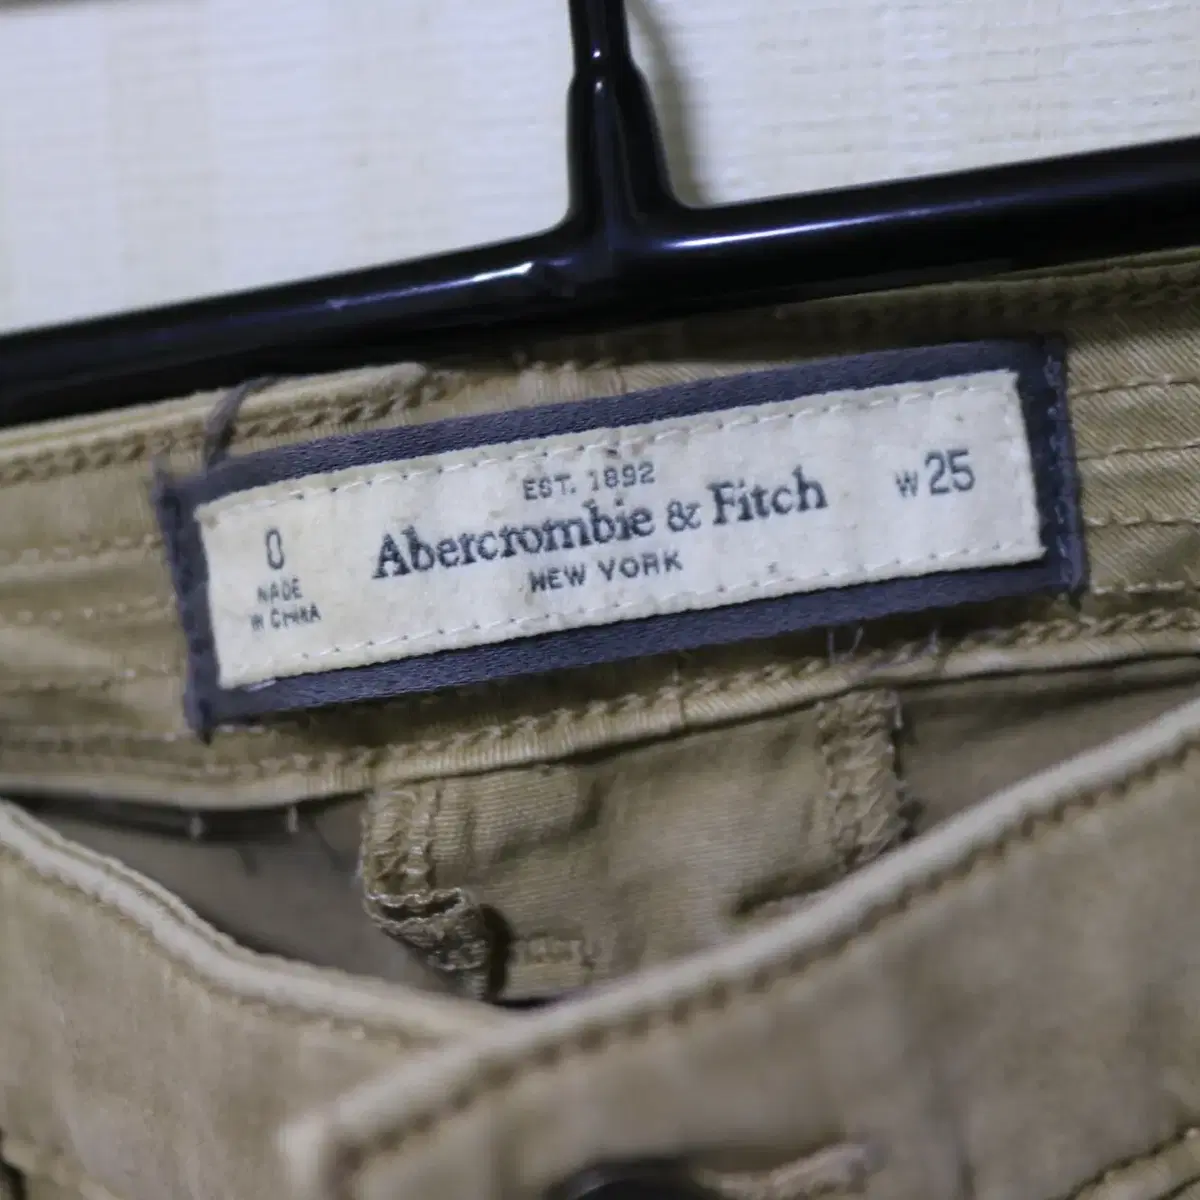 0
MADE
IN CHINA
EST. 1892
Abercrombie & Fitch
NEW YORK
W 25